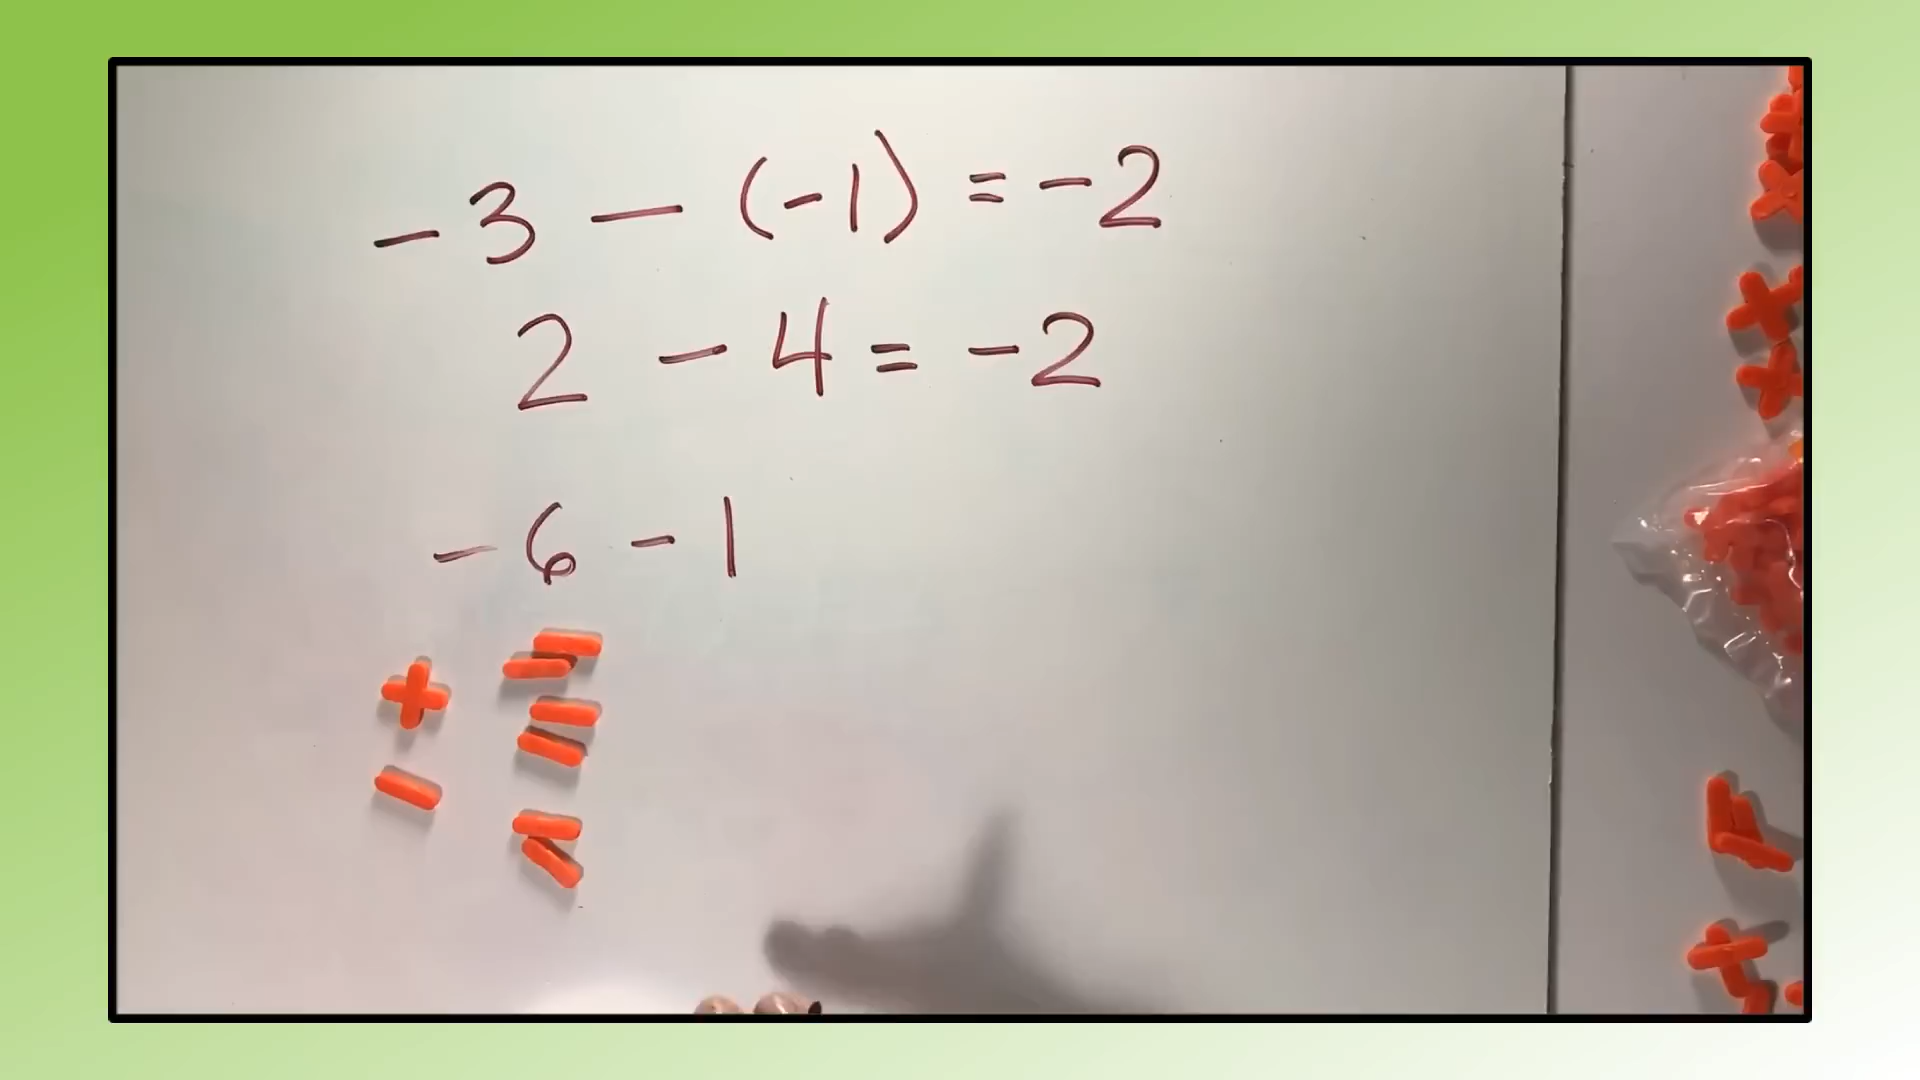 -3 - (-1) = -2
2 - 4 = -2
-6 - 1